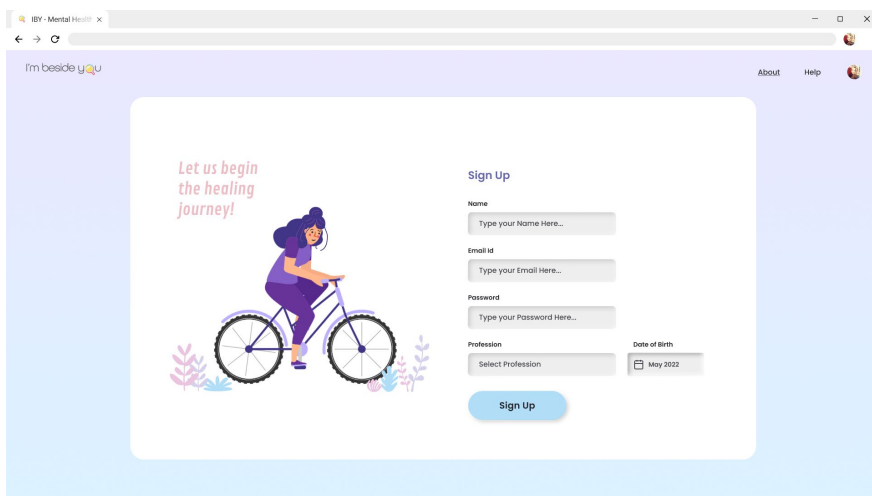 IBY - Mental Health
I'm beside you
About
Help
Let us begin
the healing
journey!
Sign Up
Name
Type your Name Here...
Email Id
Type your Email Here...
Password
Type your Password Here...
Profession
Date of Birth
Select Profession
May 2022
Sign Up